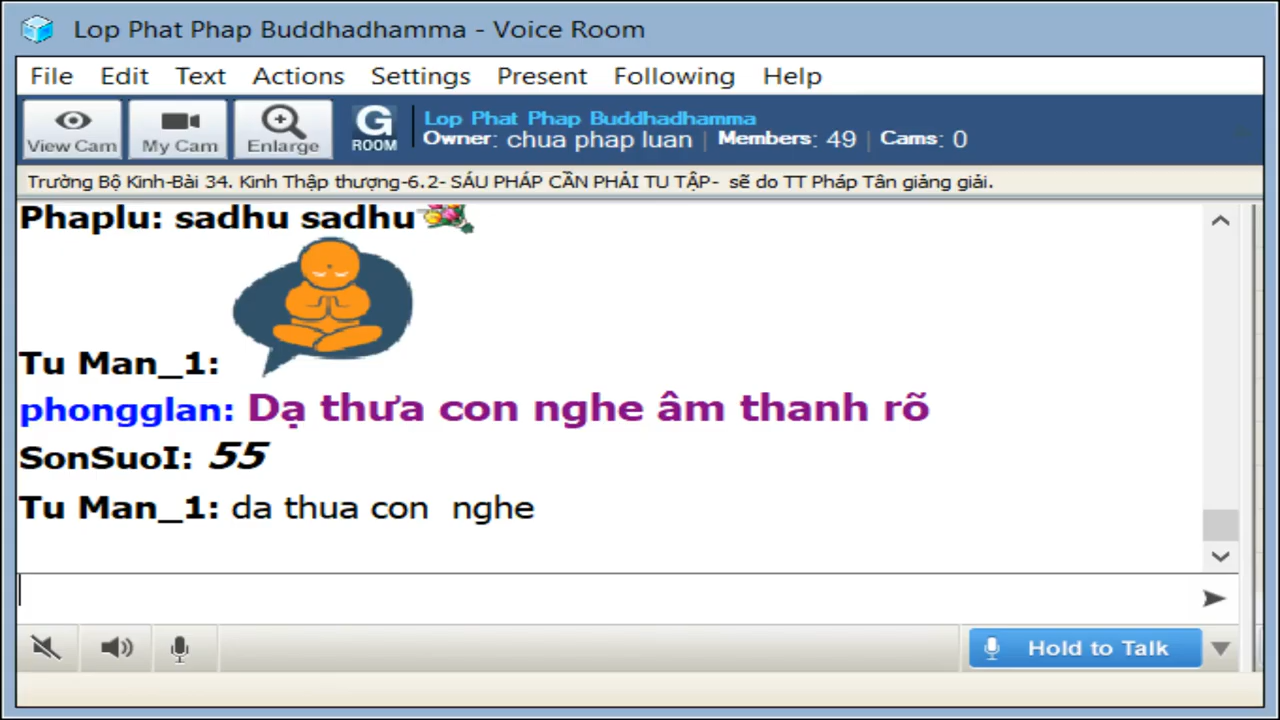 Lop Phat Phap Buddhadhamma - Voice Room
File Edit Text Actions Settings Present Following Help
View Cam My Cam Enlarge G ROOM
Lop Phat Phap Buddhadhamma
Owner: chua phap luan | Members: 49 | Cams: 0
Trường Bộ Kinh-Bài 34. Kinh Thập thượng-6.2- SÁU PHÁP CẦN PHẢI TU TẬP- sẽ do TT Pháp Tân giảng giải.
Phaplu: sadhu sadhu
Tu Man_1:
phongglan: Dạ thưa con nghe âm thanh rõ
SonSuoI: 55
Tu Man_1: da thua con nghe
Hold to Talk